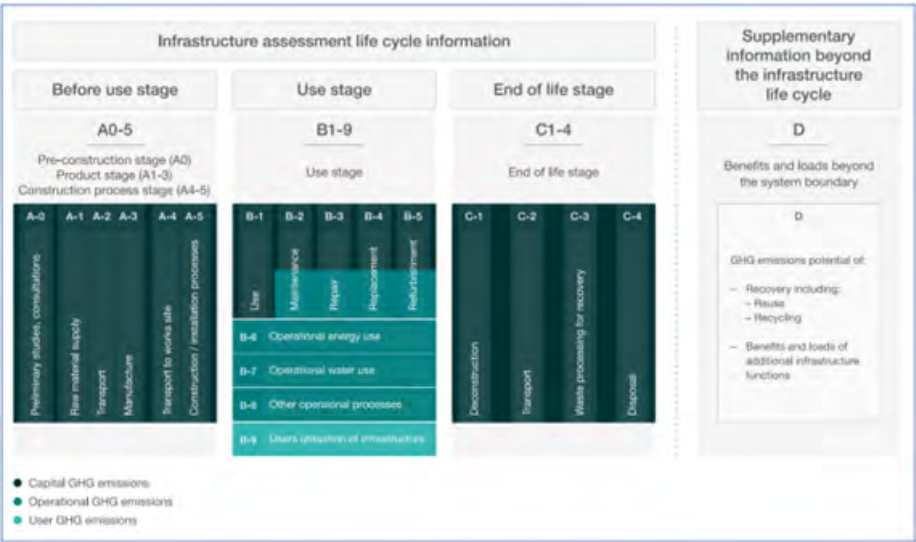 Infrastructure assessment life cycle information
Supplementary
information beyond
the infrastructure
life cycle
Before use stage
Use stage
End of life stage
A0-5
B1-9
C1-4
D
Pre-construction stage (A0)
Product stage (A1-3)
Construction process stage (A4-5)
Use stage
End of life stage
Benefits and loads beyond
the system boundary
A-0
A-1
A-2
A-3
A-4
A-5
Preliminary studies, consultations
Raw material supply
Transport
Manufacture
Transport to works site
Construction / installation processes
B-1
B-2
B-3
B-4
B-5
Use
Maintenance
Repair
Replacement
Refurbishment
B-6 Operational energy use
B-7 Operational water use
B-8 Other operational processes
B-9 Users utilisation of infrastructure
C-1
C-2
C-3
C-4
Deconstruction
Transport
Waste processing for recovery
Disposal
D
GHG emissions potential of:
– Recovery including:
– Reuse
– Recycling
– Benefits and loads of
additional infrastructure
functions
Capital GHG emissions
Operational GHG emissions
User GHG emissions